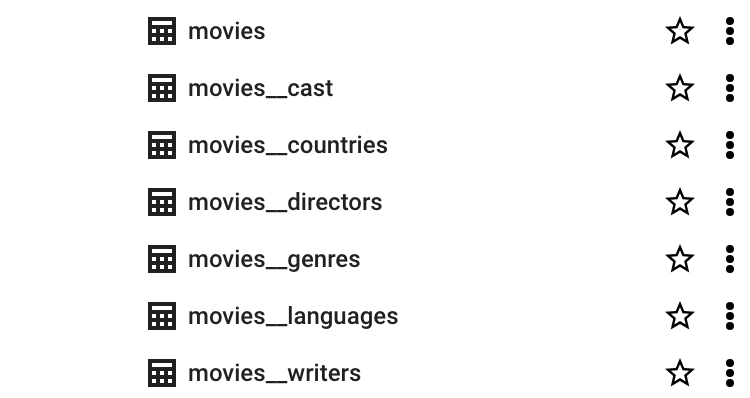 movies
movies__cast
movies__countries
movies__directors
movies__genres
movies__languages
movies__writers